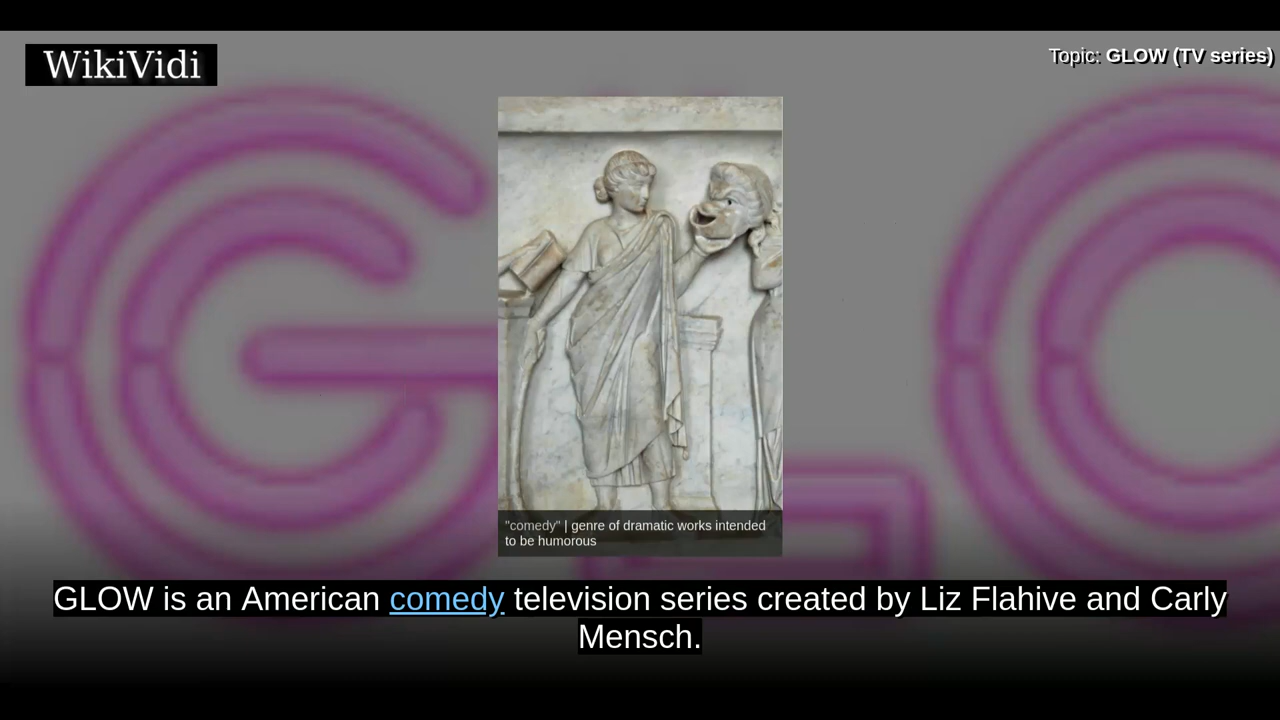 WikiVidi
Topic: GLOW (TV series)
"comedy" | genre of dramatic works intended
to be humorous
GLOW is an American comedy television series created by Liz Flahive and Carly
Mensch.